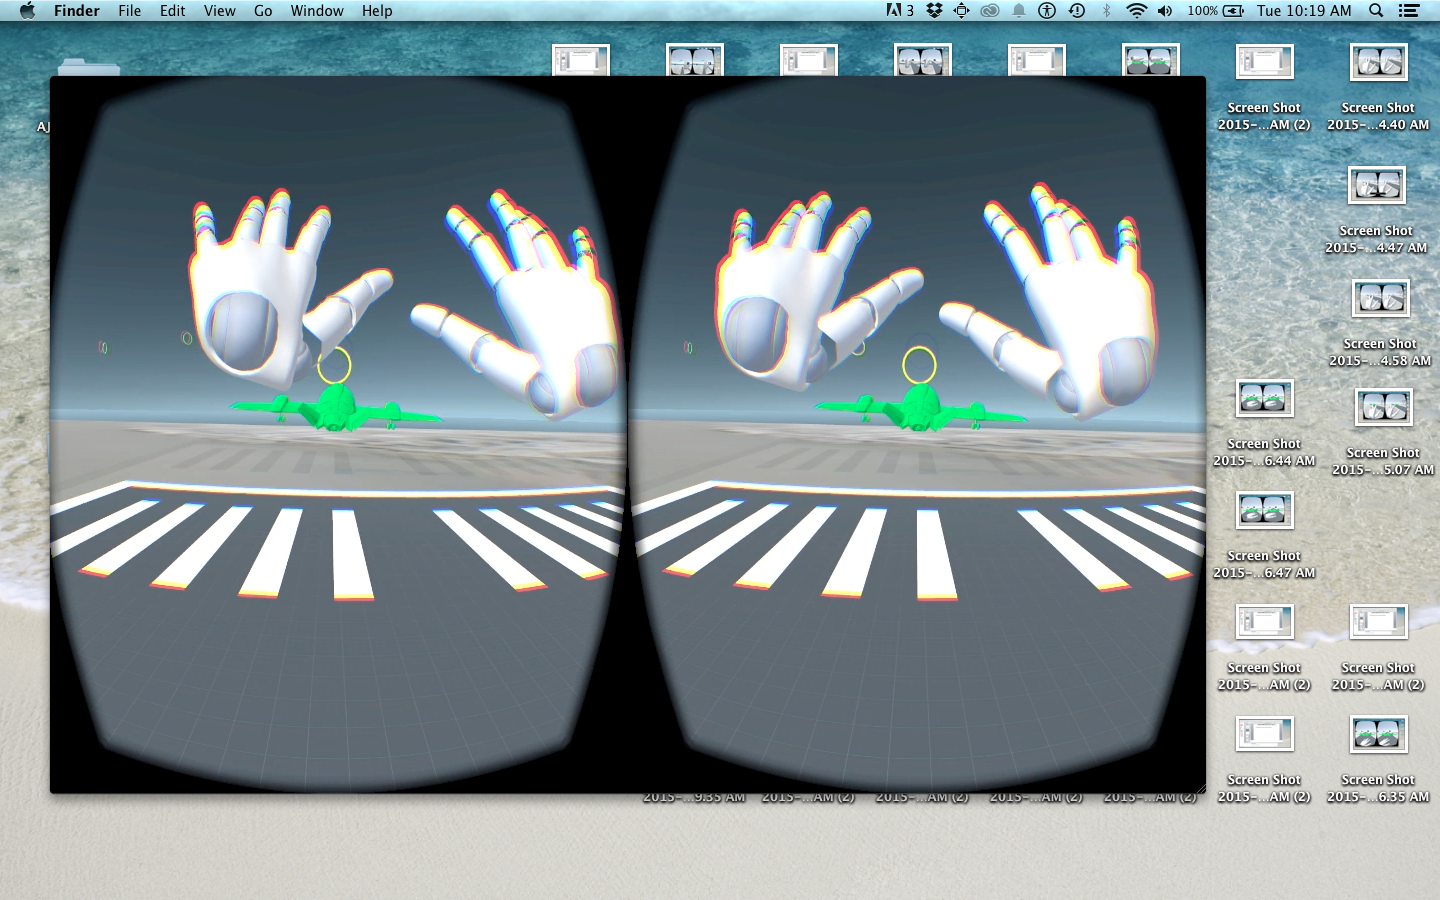 Finder File Edit View Go Window Help 3 100% Tue 10:19 AM
AJ
Screen Shot
2015-...AM (2)
Screen Shot
2015-...4.40 AM
Screen Shot
2015-...4.47 AM
Screen Shot
2015-...4.58 AM
Screen Shot
2015-...6.44 AM
Screen Shot
2015-...5.07 AM
Screen Shot
2015-...6.47 AM
Screen Shot
2015-...AM (2)
Screen Shot
2015-...AM (2)
Screen Shot
2015-...AM (2)
Screen Shot
2015-...6.35 AM
2015-...9.35 AM 2015-...AM (2) 2015-...AM (2) 2015-...AM (2) 2015-...AM (2)